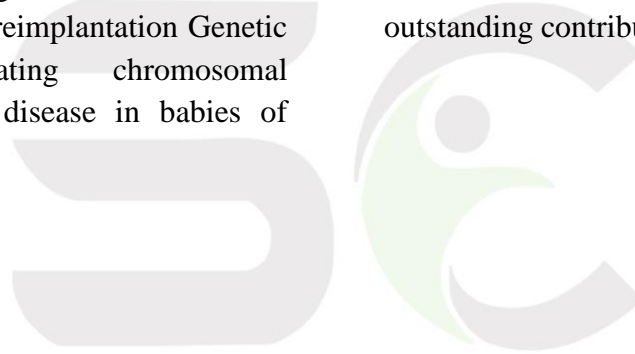 reimplantation Genetic
ating chromosomal
disease in babies of
outstanding contribu